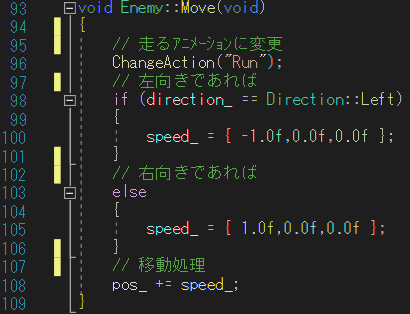 93 void Enemy::Move(void)
94 {
95 // 走るｱﾆﾒｰｼｮﾝに変更
96 ChangeAction("Run");
97 // 左向きであれば
98 if (direction_ == Direction::Left)
99 {
100 speed_ = { -1.0f,0.0f,0.0f };
101 }
102 // 右向きであれば
103 else
104 {
105 speed_ = { 1.0f,0.0f,0.0f };
106 }
107 // 移動処理
108 pos_ += speed_;
109 }